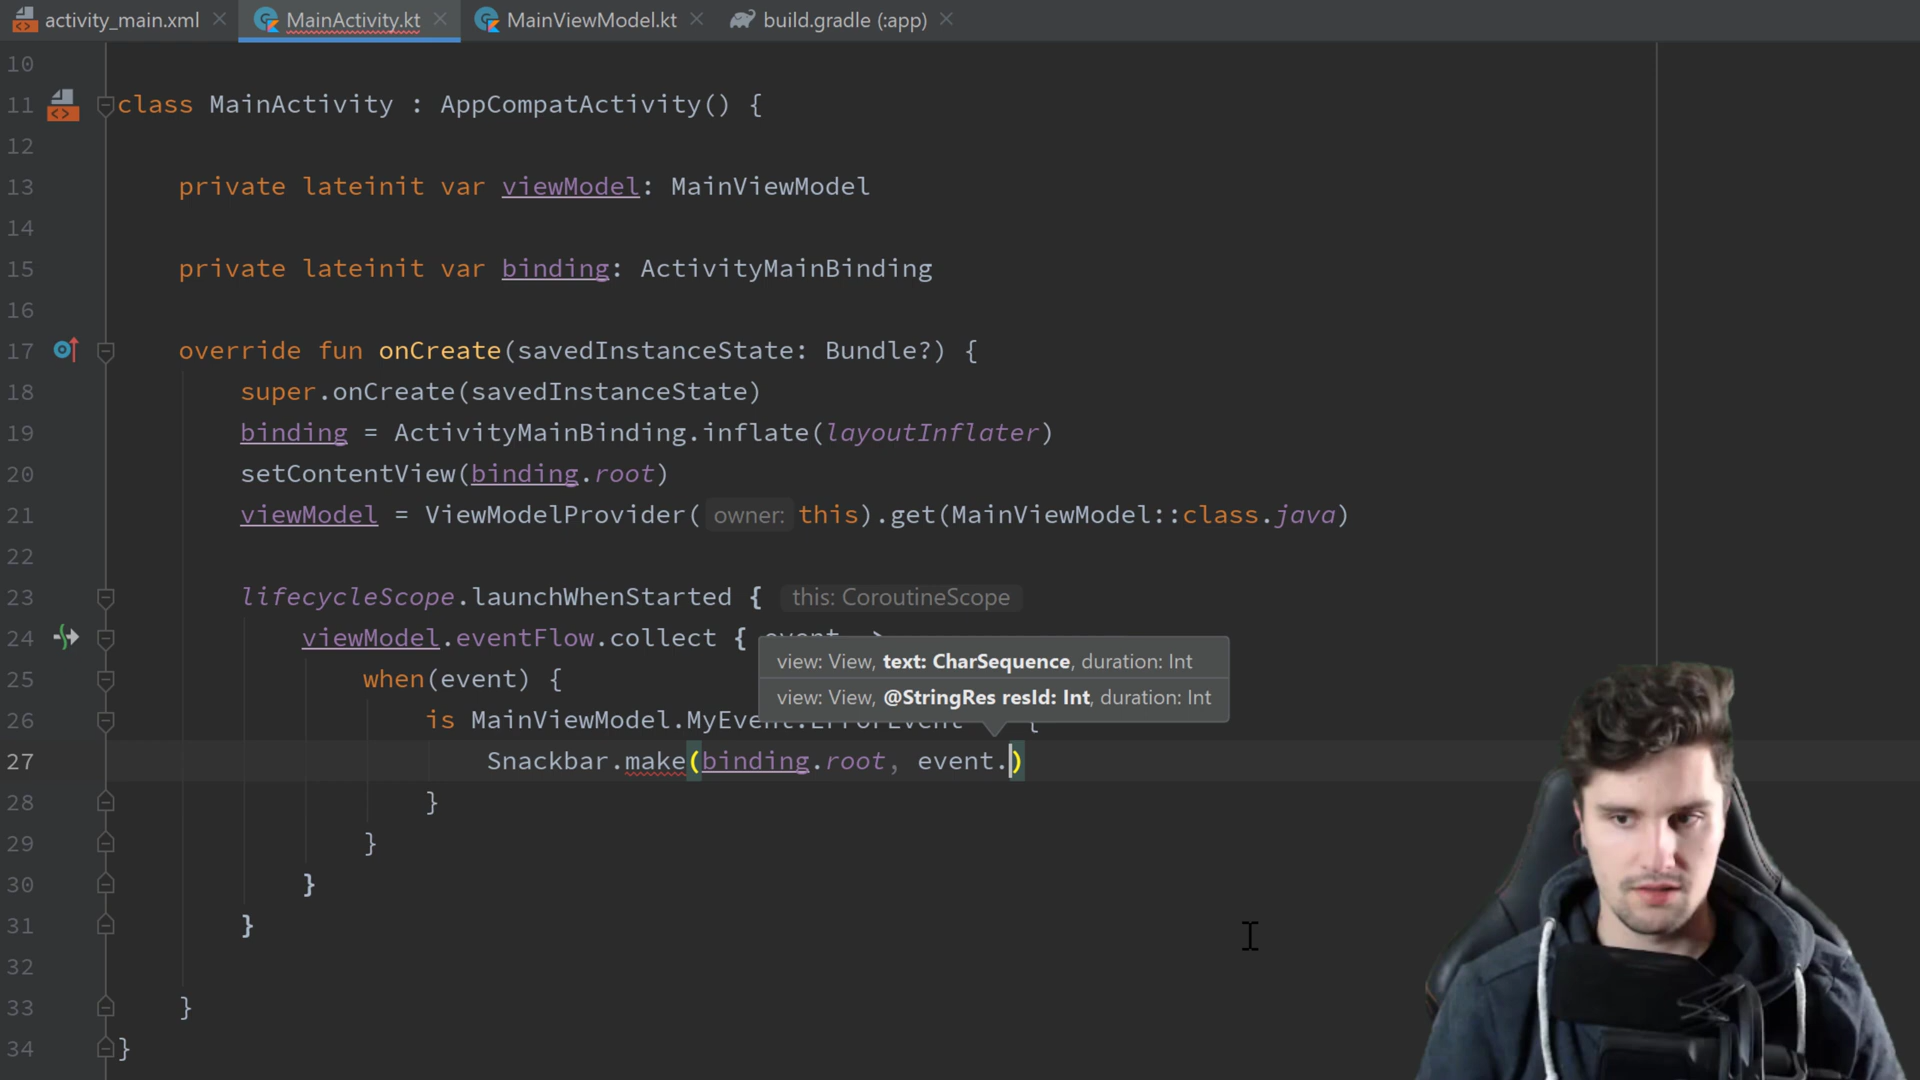 activity_main.xml MainActivity.kt MainViewModel.kt build.gradle (:app)
10
11 class MainActivity : AppCompatActivity() {
12
13 private lateinit var viewModel: MainViewModel
14
15 private lateinit var binding: ActivityMainBinding
16
17 override fun onCreate(savedInstanceState: Bundle?) {
18 super.onCreate(savedInstanceState)
19 binding = ActivityMainBinding.inflate(layoutInflater)
20 setContentView(binding.root)
21 viewModel = ViewModelProvider( owner: this).get(MainViewModel::class.java)
22
23 lifecycleScope.launchWhenStarted { this: CoroutineScope
24 viewModel.eventFlow.collect { event ->
view: View, text: CharSequence, duration: Int
25 when(event) {
view: View, @StringRes resId: Int, duration: Int
26 is MainViewModel.MyEvent.ErrorEvent {
27 Snackbar.make(binding.root, event.)
28 }
29 }
30 }
31 }
32
33 }
34 }